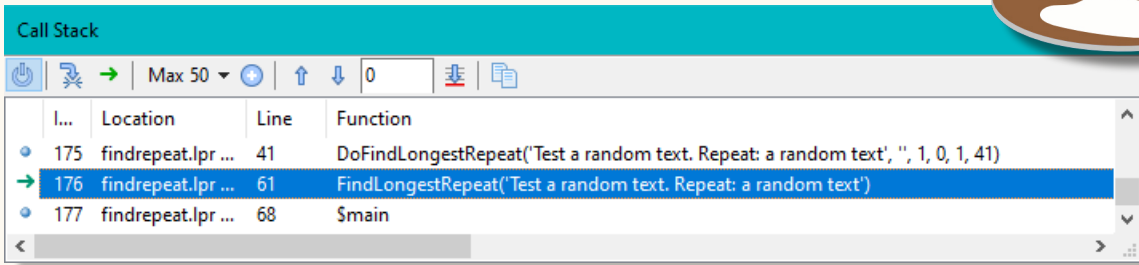 Call Stack
Max 50 0
I... Location Line Function
175 findrepeat.lpr ... 41 DoFindLongestRepeat('Test a random text. Repeat: a random text', '', 1, 0, 1, 41)
176 findrepeat.lpr ... 61 FindLongestRepeat('Test a random text. Repeat: a random text')
177 findrepeat.lpr ... 68 $main